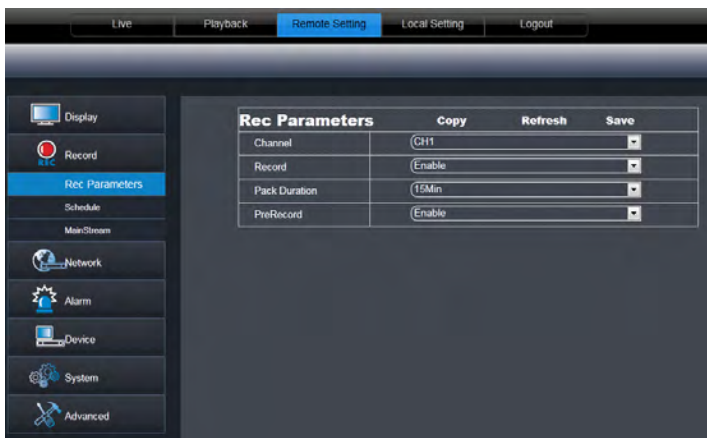 Live Playback Remote Setting Local Setting Logout
Display
Record
REC
Rec Parameters
Schedule
MainStream
Network
Alarm
Device
System
Advanced
Rec Parameters Copy Refresh Save
Channel CH1
Record Enable
Pack Duration 15Min
PreRecord Enable